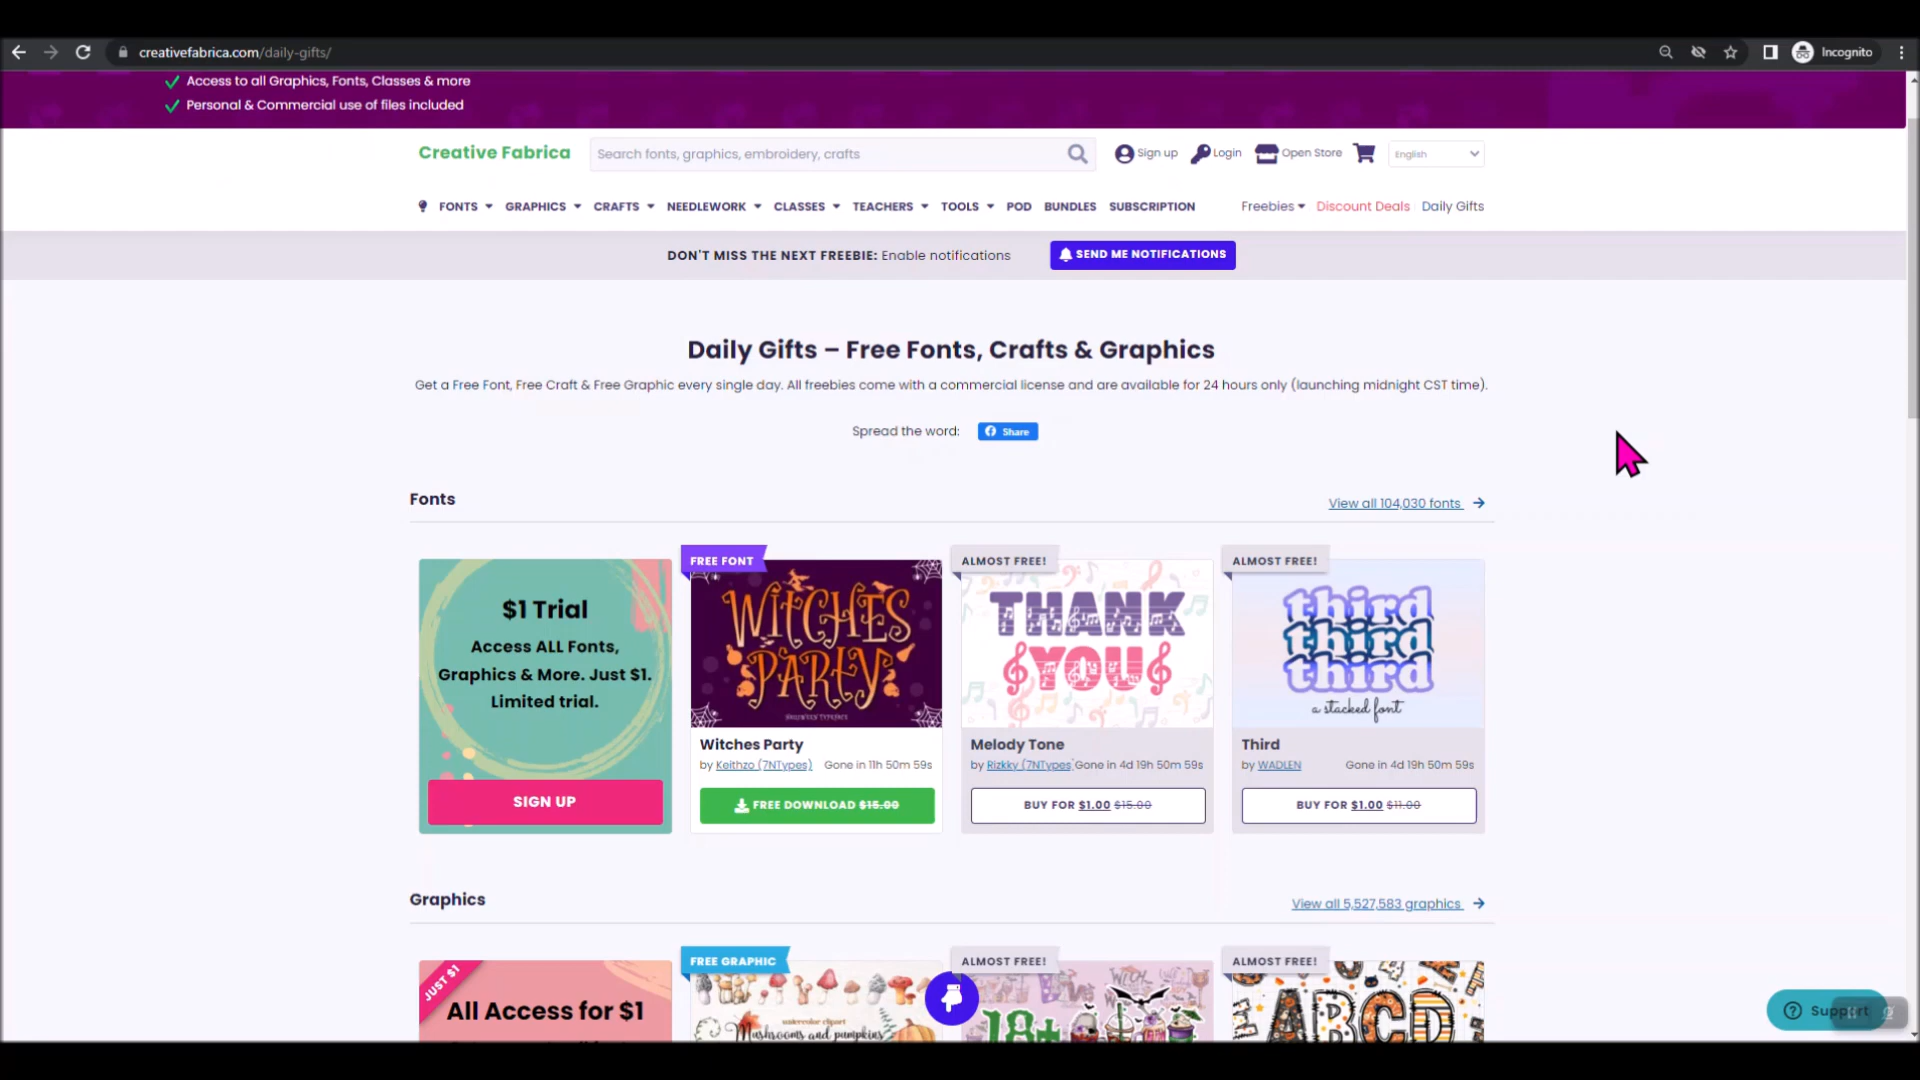 creativefabrica.com/daily-gifts/
Incognito
Access to all Graphics, Fonts, Classes & more
Personal & Commercial use of files included
Creative Fabrica
Search fonts, graphics, embroidery, crafts
Sign up
Login
Open Store
English
FONTS GRAPHICS CRAFTS NEEDLEWORK CLASSES TEACHERS TOOLS POD BUNDLES SUBSCRIPTION
Freebies Discount Deals Daily Gifts
DON'T MISS THE NEXT FREEBIE: Enable notifications
SEND ME NOTIFICATIONS
Daily Gifts – Free Fonts, Crafts & Graphics
Get a Free Font, Free Craft & Free Graphic every single day. All freebies come with a commercial license and are available for 24 hours only (launching midnight CST time).
Spread the word:
Share
Fonts
View all 104,030 fonts
$1 Trial
Access ALL Fonts,
Graphics & More. Just $1.
Limited trial.
SIGN UP
FREE FONT
WITCHES
PARTY
HALLOWEEN TYPEFACE
Witches Party
by Keithzo (7NTypes) Gone in 11h 50m 59s
FREE DOWNLOAD $15.00
ALMOST FREE!
THANK
YOU
Melody Tone
by Rizkky (7NTypes) Gone in 4d 19h 50m 59s
BUY FOR $1.00 $15.00
ALMOST FREE!
third
third
third
a stacked font
Third
by WADLEN Gone in 4d 19h 50m 59s
BUY FOR $1.00 $11.00
Graphics
View all 5,527,583 graphics
JUST $1
All Access for $1
FREE GRAPHIC
watercolor clipart
Mushrooms and pumpkins
ALMOST FREE!
WITCH
18+
ALMOST FREE!
ABCD
Support